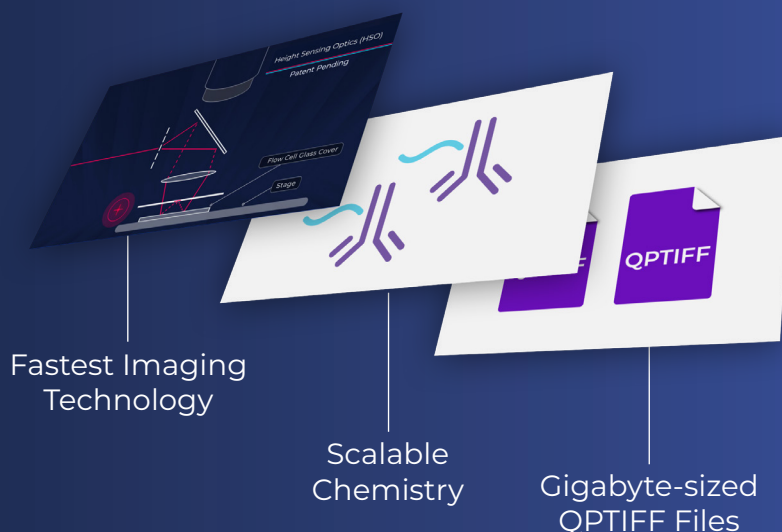 Height Sensing Optics (HSO)
Patent Pending
Flow Cell Glass Cover
Stage
QPTIFF
Fastest Imaging
Technology
Scalable
Chemistry
Gigabyte-sized
QPTIFF Files